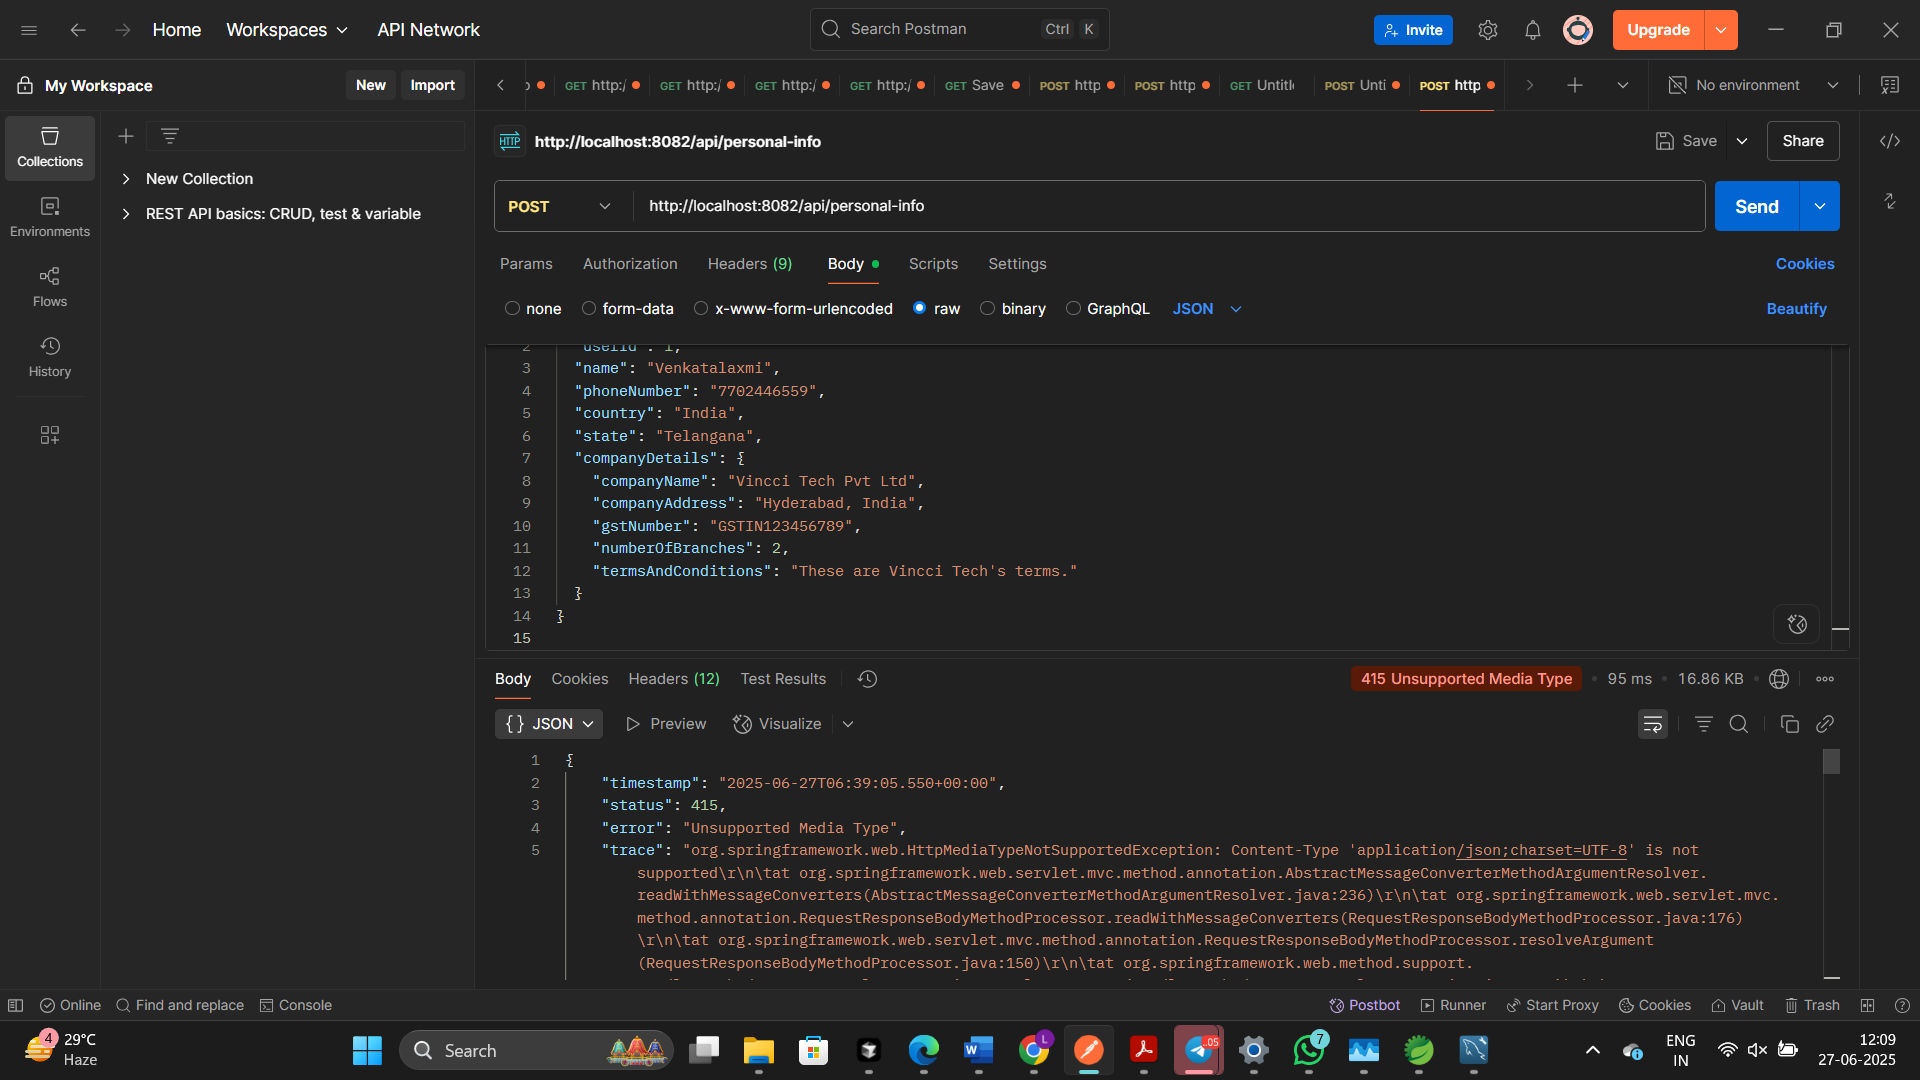 Home
Workspaces
API Network
Search Postman
Ctrl
K
Invite
Upgrade
My Workspace
New
Import
GET http:/
GET http:/
GET http:/
GET http:/
GET Save
POST http
POST http
GET Untitl
POST Unti
POST http
No environment
Collections
Environments
Flows
History
New Collection
REST API basics: CRUD, test & variable
HTTP
http://localhost:8082/api/personal-info
Save
Share
POST
http://localhost:8082/api/personal-info
Send
Params
Authorization
Headers (9)
Body
Scripts
Settings
Cookies
none
form-data
x-www-form-urlencoded
raw
binary
GraphQL
JSON
Beautify
2 "userId": 1,
3 "name": "Venkatalaxmi",
4 "phoneNumber": "7702446559",
5 "country": "India",
6 "state": "Telangana",
7 "companyDetails": {
8 "companyName": "Vincci Tech Pvt Ltd",
9 "companyAddress": "Hyderabad, India",
10 "gstNumber": "GSTIN123456789",
11 "numberOfBranches": 2,
12 "termsAndConditions": "These are Vincci Tech's terms."
13 }
14 }
15
Body
Cookies
Headers (12)
Test Results
415 Unsupported Media Type
95 ms
16.86 KB
{} JSON
Preview
Visualize
1 {
2 "timestamp": "2025-06-27T06:39:05.550+00:00",
3 "status": 415,
4 "error": "Unsupported Media Type",
5 "trace": "org.springframework.web.HttpMediaTypeNotSupportedException: Content-Type 'application/json;charset=UTF-8' is not
supported\r\n\tat org.springframework.web.servlet.mvc.method.annotation.AbstractMessageConverterMethodArgumentResolver.
readWithMessageConverters(AbstractMessageConverterMethodArgumentResolver.java:236)\r\n\tat org.springframework.web.servlet.mvc.
method.annotation.RequestResponseBodyMethodProcessor.readWithMessageConverters(RequestResponseBodyMethodProcessor.java:176)
\r\n\tat org.springframework.web.servlet.mvc.method.annotation.RequestResponseBodyMethodProcessor.resolveArgument
(RequestResponseBodyMethodProcessor.java:150)\r\n\tat org.springframework.web.method.support.
Online
Find and replace
Console
Postbot
Runner
Start Proxy
Cookies
Vault
Trash
4
29°C
Haze
Search
L
.05
7
ENG
IN
12:09
27-06-2025